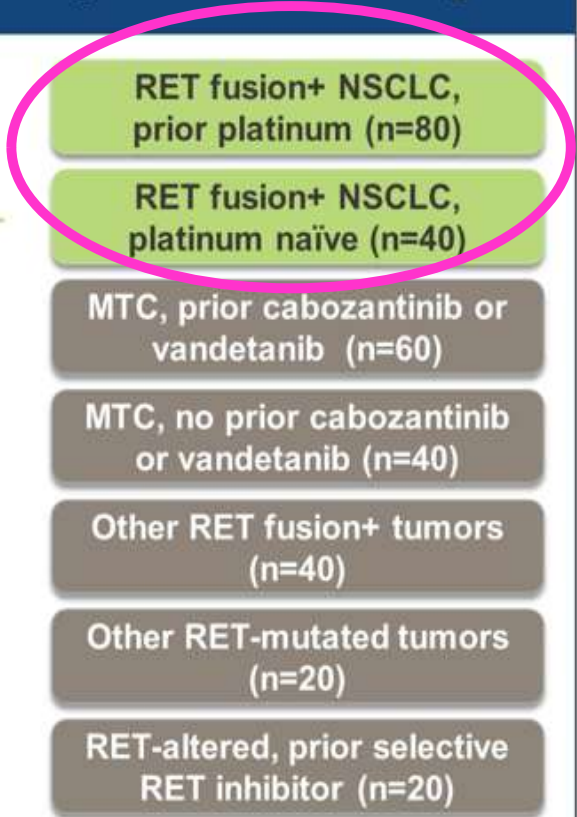 RET fusion+ NSCLC,
prior platinum (n=80)
RET fusion+ NSCLC,
platinum naïve (n=40)
MTC, prior cabozantinib or
vandetanib (n=60)
MTC, no prior cabozantinib
or vandetanib (n=40)
Other RET fusion+ tumors
(n=40)
Other RET-mutated tumors
(n=20)
RET-altered, prior selective
RET inhibitor (n=20)